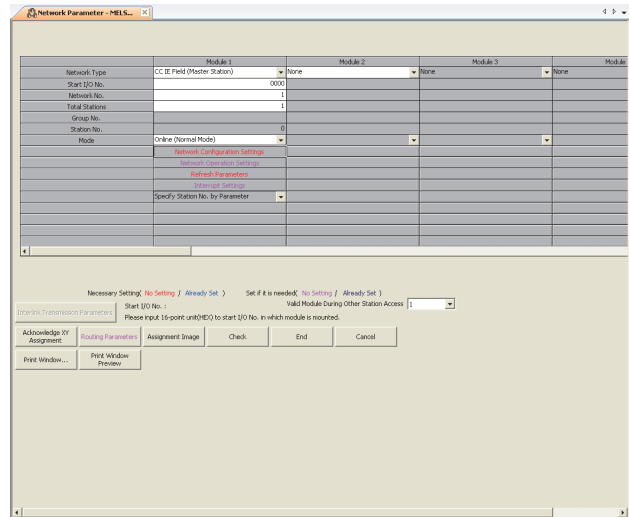 Network Parameter - MELS...
Module 1 Module 2 Module 3 Module
Network Type CC IE Field (Master Station) None None None
Start I/O No. 0000
Network No. 1
Total Stations 1
Group No.
Station No. 0
Mode Online (Normal Mode)
Network Configuration Settings
Network Operation Settings
Refresh Parameters
Interrupt Settings
Specify Station No. by Parameter
Necessary Setting( No Setting / Already Set ) Set if it is needed( No Setting / Already Set )
Interlink Transmission Parameters Start I/O No. : Valid Module During Other Station Access 1
Please input 16-point unit(HEX) to start I/O No. in which module is mounted.
Acknowledge XY
Assignment Routing Parameters Assignment Image Check End Cancel
Print Window... Print Window
Preview